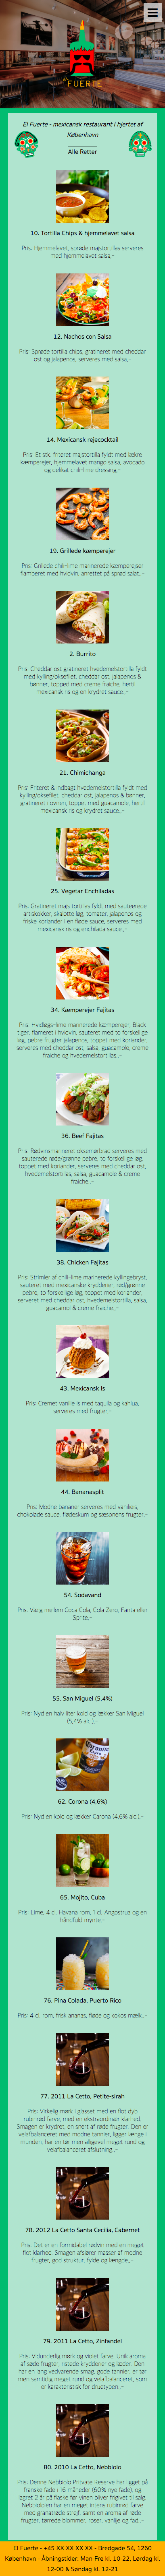 FUERTE
El Fuerte - mexicansk restaurant i hjertet af
København
Alle Retter
10. Tortilla Chips & hjemmelavet salsa
Pris: Hjemmelavet, sprøde majstortillas serveres
med hjemmelavet salsa,-
12. Nachos con Salsa
Pris: Sprøde tortilla chips, gratineret med cheddar
ost og jalapenos, serveres med salsa,-
14. Mexicansk rejecocktail
Pris: Et stk. friteret majstortilla fyldt med lækre
kæmperejer, hjemmelavet mango salsa, avocado
og delikat chili-lime dressing,-
19. Grillede kæmperejer
Pris: Grillede chili-lime marinerede kæmperejser
flamberet med hvidvin, anrettet på sprød salat.,-
2. Burrito
Pris: Cheddar ost gratineret hvedemelstortilla fyldt
med kylling/oksefilet, cheddar ost, jalapenos &
bønner, topped med creme fraiche, hertil
mexicansk ris og en krydret sauce.,-
21. Chimichanga
Pris: Friteret & indbagt hvedemelstortilla fyldt med
kylling/oksefilet, cheddar ost, jalapenos & bønner,
gratineret i ovnen, toppet med guacamole, hertil
mexicansk ris og en krydret sauce.,-
25. Vegetar Enchiladas
Pris: Gratineret majs tortillas fyldt med sauterede
artiskokker, skalotte løg, tomater, jalapenos og
friske koriander i en fløde sauce, serveres med
mexicansk ris og enchilada sauce.,-
34. Kæmperejer Fajitas
Pris: Hvidløgs-lime marinerede kæmperejer, Black
tiger, flameret i hvidvin, sauteret med to forskellige
løg, pebre frugter jalapenos, toppet med koriander,
serveres med cheddar ost, salsa, guacamole, creme
fraiche og hvedemelstortillas.,-
36. Beef Fajitas
Pris: Rødvinsmarineret oksemørbrad serveres med
sauterede røde/grønne pebre, to forskellige løg,
toppet med koriander, serveres med cheddar ost,
hvedemelstortillas, salsa, guacamole & creme
fraiche.,-
38. Chicken Fajitas
Pris: Strimler af chili-lime marinerede kyllingebryst,
sauteret med mexicanske krydderier, rød/grønne
pebre, to forskellige løg, toppet med koriander,
serveret med cheddar ost, hvedemelstortilla, salsa,
guacamol & creme fraiche.,-
43. Mexicansk Is
Pris: Cremet vanilie is med taquila og kahlua,
serveres med frugter,-
44. Bananasplit
Pris: Modne bananer serveres med vanilieis,
chokolade sauce, flødeskum og sæsonens frugter,-
54. Sodavand
Pris: Vælg mellem Coca Cola, Cola Zero, Fanta eller
Sprite,-
55. San Miguel (5,4%)
Pris: Nyd en halv liter kold og lækker San Miguel
(5,4% alc.),-
62. Corona (4,6%)
Pris: Nyd en kold og lækker Carona (4,6% alc.),-
65. Mojito, Cuba
Pris: Lime, 4 cl. Havana rom, 1 cl. Angostrua og en
håndfuld mynte,-
76. Pina Colada, Puerto Rico
Pris: 4 cl. rom, frisk ananas, fløde og kokos mælk.,-
77. 2011 La Cetto, Petite-sirah
Pris: Virkelig mørk i glasset med en flot dyb
rubinrød farve, med en ekstraordinær klarhed.
Smagen er krydret, en snert af søde frugter. Den er
velafbalanceret med modne tanniner, ligger længe i
munden, har en tør men alligevel meget rund og
velafbalanceret afslutning,-
78. 2012 La Cetto Santa Cecilia, Cabernet
Pris: Det er en formidabel rødvin med en meget
flot klarhed. Smagen afslører masser af modne
frugter, god struktur, fylde og længde.,-
79. 2011 La Cetto, Zinfandel
Pris: Vidunderlig mørk og violet farve. Unik aroma
af søde frugter, ristede krydderier og læder. Den
har en lang vedvarende smag, gode tanner, er tør
men samtidig meget rund og velafbalanceret, som
er karakteristisk for druetypen.,-
80. 2010 La Cetto, Nebbiolo
Pris: Denne Nebbiolo Private Reserve har ligget på
franske fade i 16 måneder (60% nye fade), og
lagret 2 år på flaske før vinen bliver frigivet til salg.
Nebbiolo'en har en meget intens rubinrød farve
med granatrøde strejf, samt en aroma af røde
frugter, tørrede blommer, roser, vanilje og fad.,-
El Fuerte - +45 XX XX XX XX - Bredgade 54, 1260
København - Åbningstider: Man-Fre kl. 10-22, Lørdag kl.
12-00 & Søndag kl. 12-21